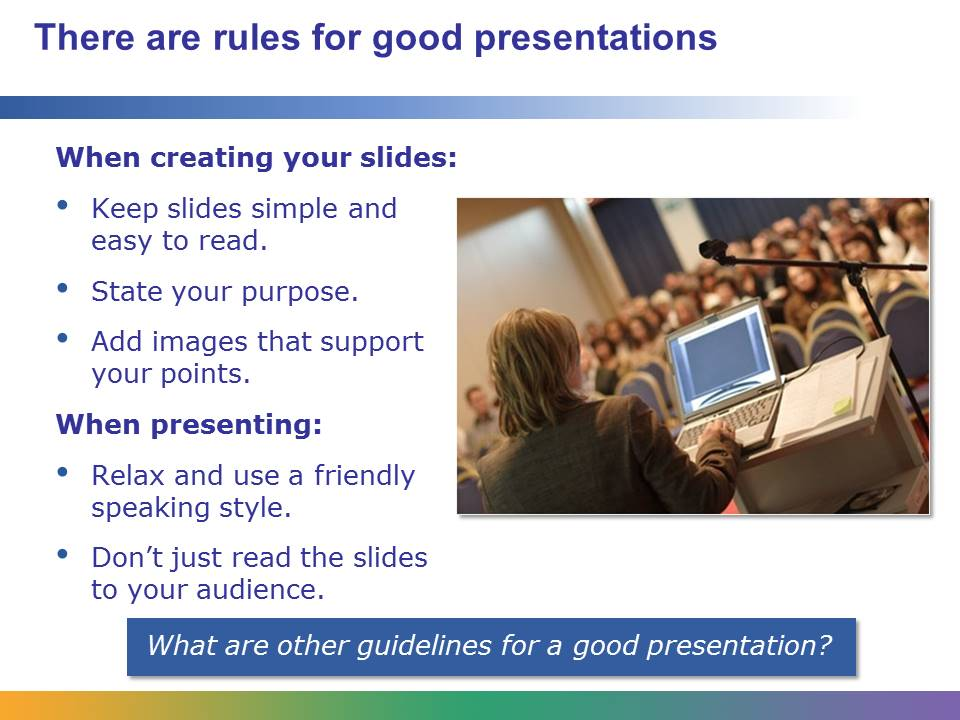 There are rules for good presentations
When creating your slides:
• Keep slides simple and
easy to read.
• State your purpose.
• Add images that support
your points.
When presenting:
• Relax and use a friendly
speaking style.
• Don’t just read the slides
to your audience.
What are other guidelines for a good presentation?